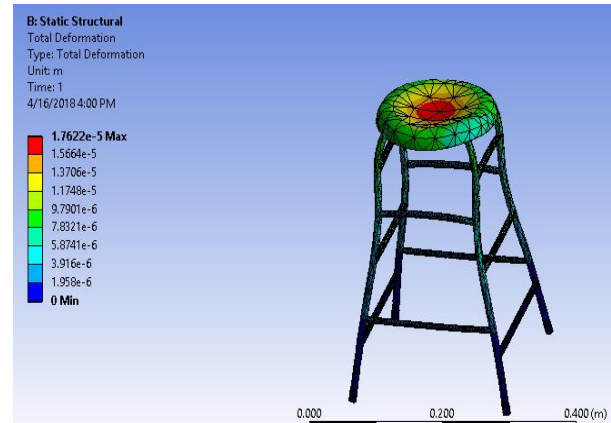 B: Static Structural
Total Deformation
Type: Total Deformation
Unit: m
Time: 1
4/16/2018 4:00 PM
1.7622e-5 Max
1.5664e-5
1.3706e-5
1.1748e-5
9.7901e-6
7.8321e-6
5.8741e-6
3.916e-6
1.958e-6
0 Min
0.000 0.200 0.400 (m)